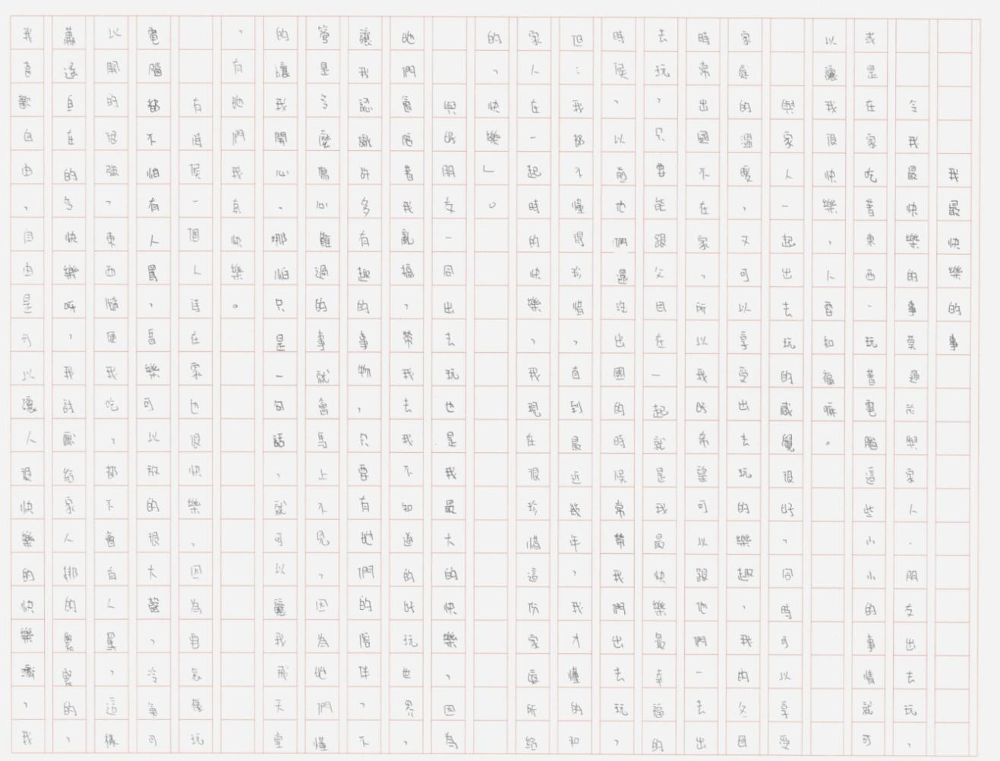 我最快樂的事
令我最快樂的事莫過於與家人、朋友出去玩，
或是在家吃著東西、玩著電腦這些小小的事情就可
以讓我很快樂，人要知福嘛。
與家人一起出去玩的感覺很好，同時可以享受
家庭的溫暖，又可以享受出去玩的樂趣，我的父母
時常出國不在家，所以我好希望可以跟他們一去出
去玩，只要能跟父母在一起就是我最快樂最幸福的
時候，以前他們還沒出國的時候常帶我們出去玩，
但：我都不懂得珍惜，直到最近幾年，我才懂的和
家人在一起時的快樂，我現在很珍惜這份家庭所給
的，快樂」。
與好朋友一同出去玩也是我最大的快樂，因為
她們會陪著我亂搞，帶我去我不知道的好玩世界，
讓我認識許多有趣的事物，只要有她們的陪伴，不
管是多麼傷心難過的事就會馬上不見，因為她們懂
的讓我開心，哪怕只是一句話，就可以讓我飛天堂
，有她們我真快樂。
有時候一個人待在家也很快樂，因為電怎樣玩
電腦都不怕有人罵，音樂可以放的很大聲，冷氣可
以開的很強，東西隨便我吃，都不會有人罵，這樣
蕭遙自在的多快樂呀，我討厭給家人綁的緊緊的，
我喜歡自由，自由是可以讓人很快樂的快樂濃，我